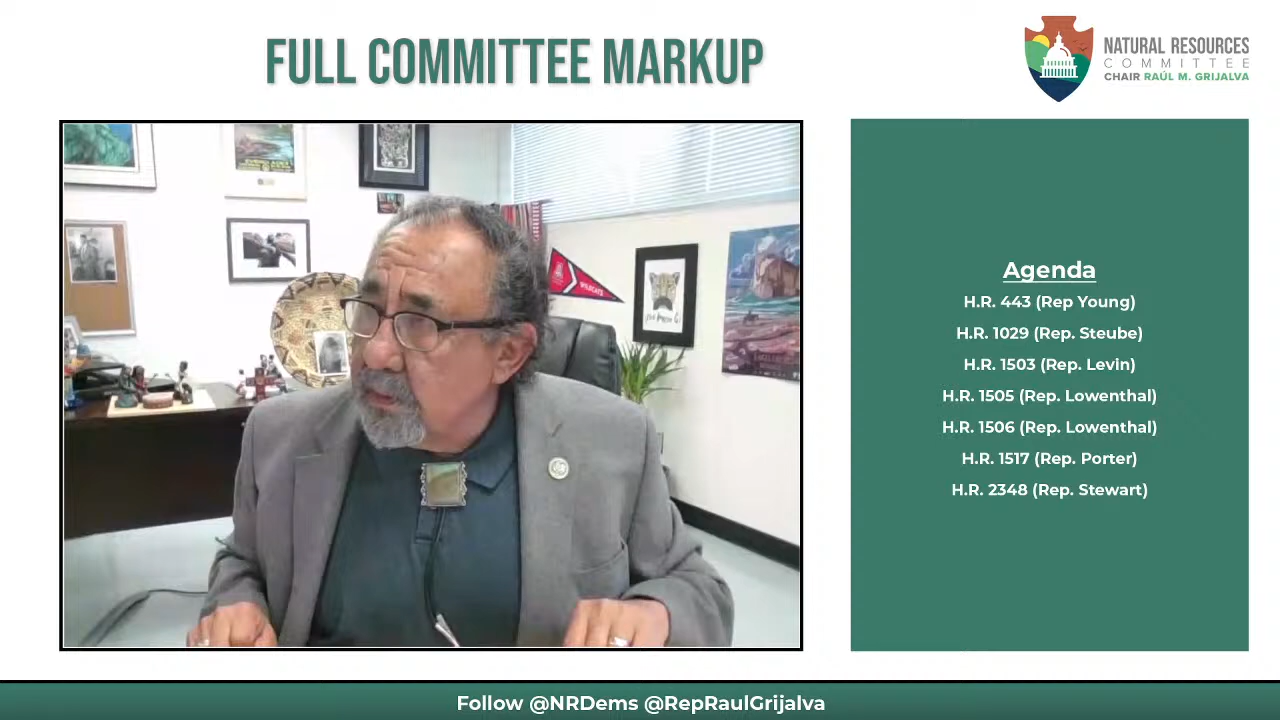 FULL COMMITTEE MARKUP
NATURAL RESOURCES
COMMITTEE
CHAIR RAÚL M. GRIJALVA
WILDCATS
Agenda
H.R. 443 (Rep Young)
H.R. 1029 (Rep. Steube)
H.R. 1503 (Rep. Levin)
H.R. 1505 (Rep. Lowenthal)
H.R. 1506 (Rep. Lowenthal)
H.R. 1517 (Rep. Porter)
H.R. 2348 (Rep. Stewart)
Follow @NRDems @RepRaulGrijalva